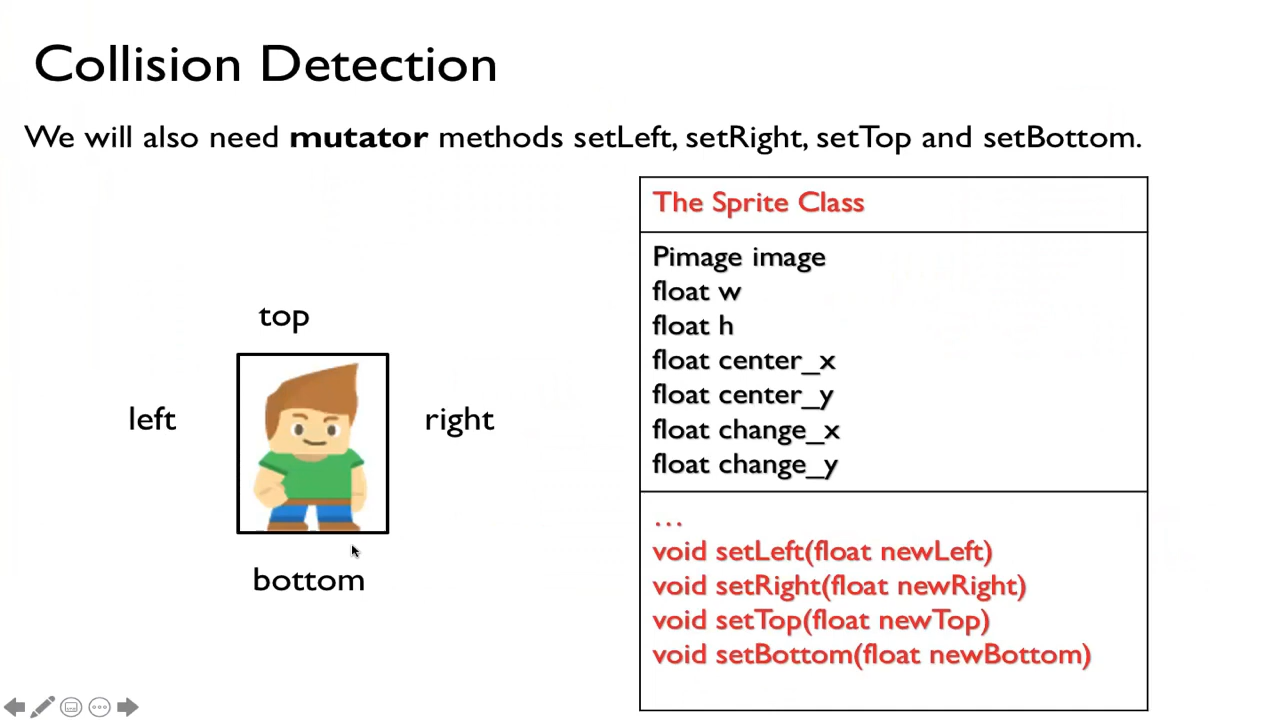 Collision Detection
We will also need mutator methods setLeft, setRight, setTop and setBottom.
top
left
right
bottom
The Sprite Class
Pimage image
float w
float h
float center_x
float center_y
float change_x
float change_y
...
void setLeft(float newLeft)
void setRight(float newRight)
void setTop(float newTop)
void setBottom(float newBottom)